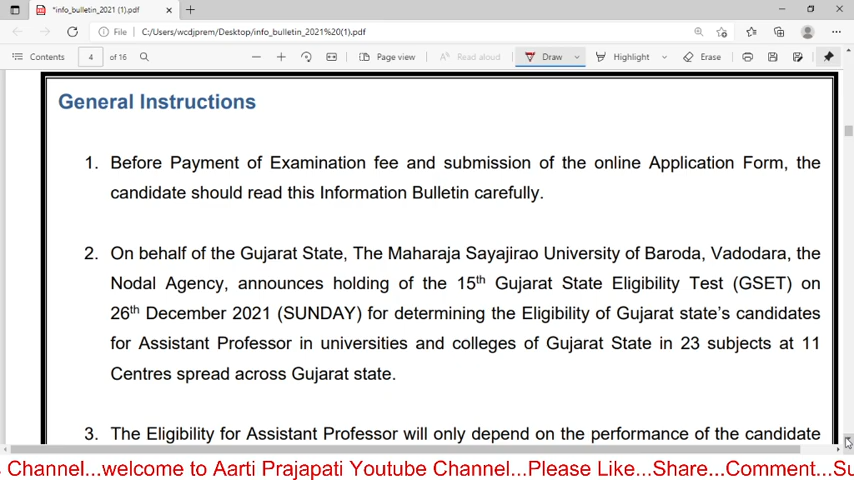 *info_bulletin_2021 (1).pdf
File
C:/Users/wcdjprem/Desktop/info_bulletin_2021%20(1).pdf
Contents 4 of 16 Page view Read aloud Draw Highlight Erase
General Instructions
1. Before Payment of Examination fee and submission of the online Application Form, the
candidate should read this Information Bulletin carefully.
2. On behalf of the Gujarat State, The Maharaja Sayajirao University of Baroda, Vadodara, the
Nodal Agency, announces holding of the 15th Gujarat State Eligibility Test (GSET) on
26th December 2021 (SUNDAY) for determining the Eligibility of Gujarat state's candidates
for Assistant Professor in universities and colleges of Gujarat State in 23 subjects at 11
Centres spread across Gujarat state.
3. The Eligibility for Assistant Professor will only depend on the performance of the candidate
s Channel...welcome to Aarti Prajapati Youtube Channel...Please Like...Share...Comment...Su